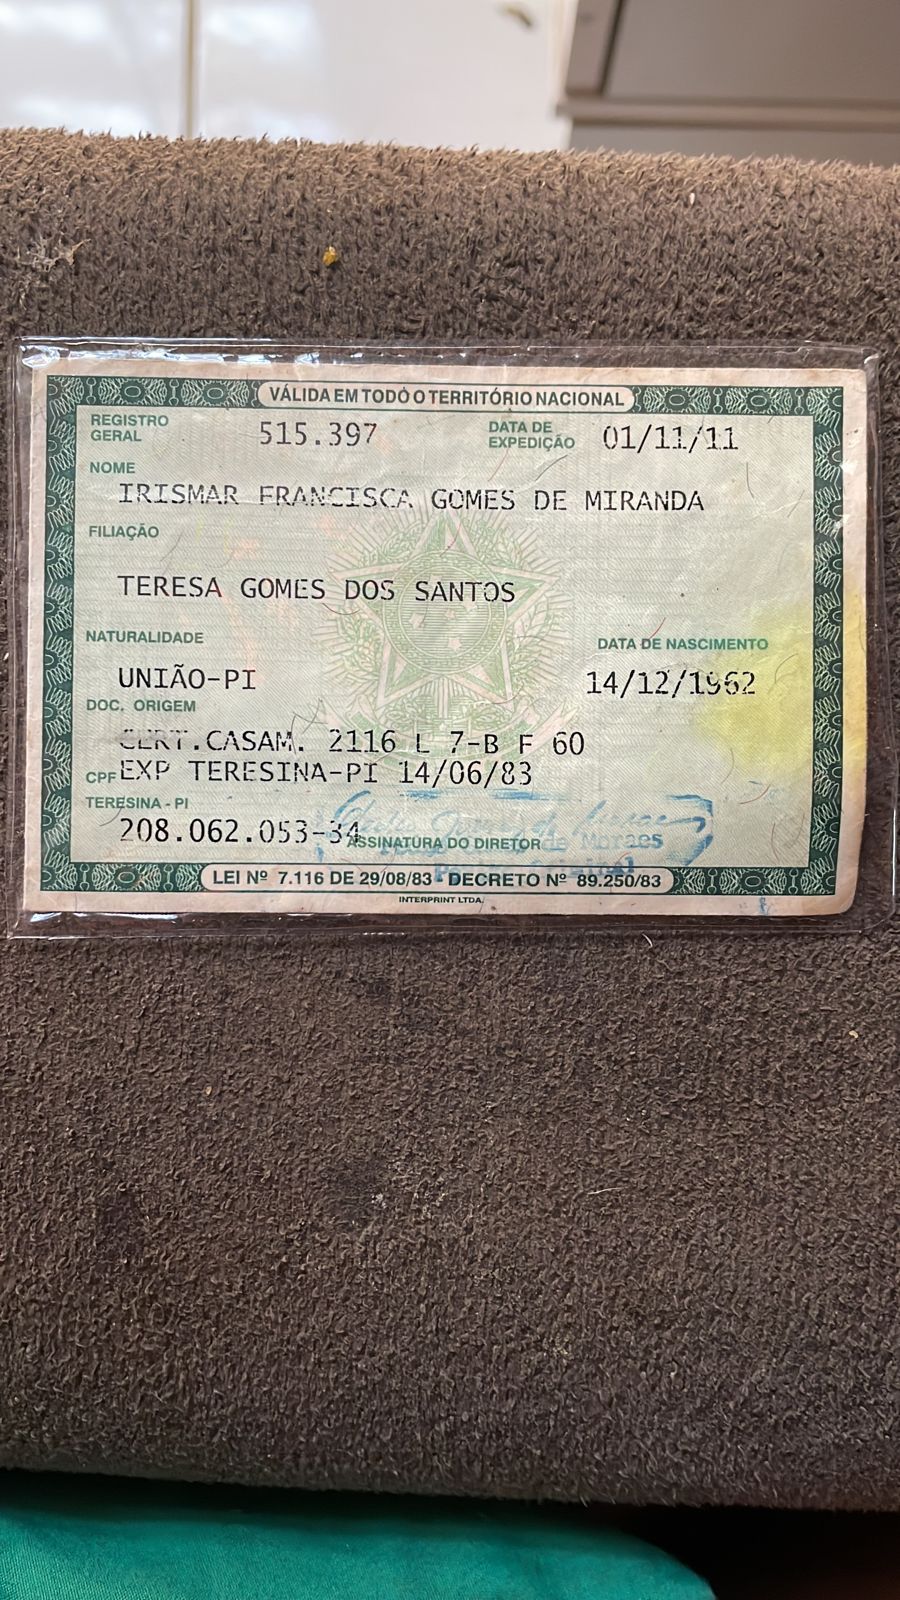 VÁLIDA EM TODO O TERRITÓRIO NACIONAL
REGISTRO GERAL 515.397 DATA DE EXPEDIÇÃO 01/11/11
NOME
IRISMAR FRANCISCA GOMES DE MIRANDA
FILIAÇÃO
TERESA GOMES DOS SANTOS
NATURALIDADE DATA DE NASCIMENTO
UNIÃO-PI 14/12/1962
DOC. ORIGEM
CERT.CASAM. 2116 L 7-B F 60
CPF EXP TERESINA-PI 14/06/83
TERESINA - PI
208.062.053-34 ASSINATURA DO DIRETOR de Moraes
LEI Nº 7.116 DE 29/08/83 DECRETO Nº 89.250/83
INTERPRINT LTDA.